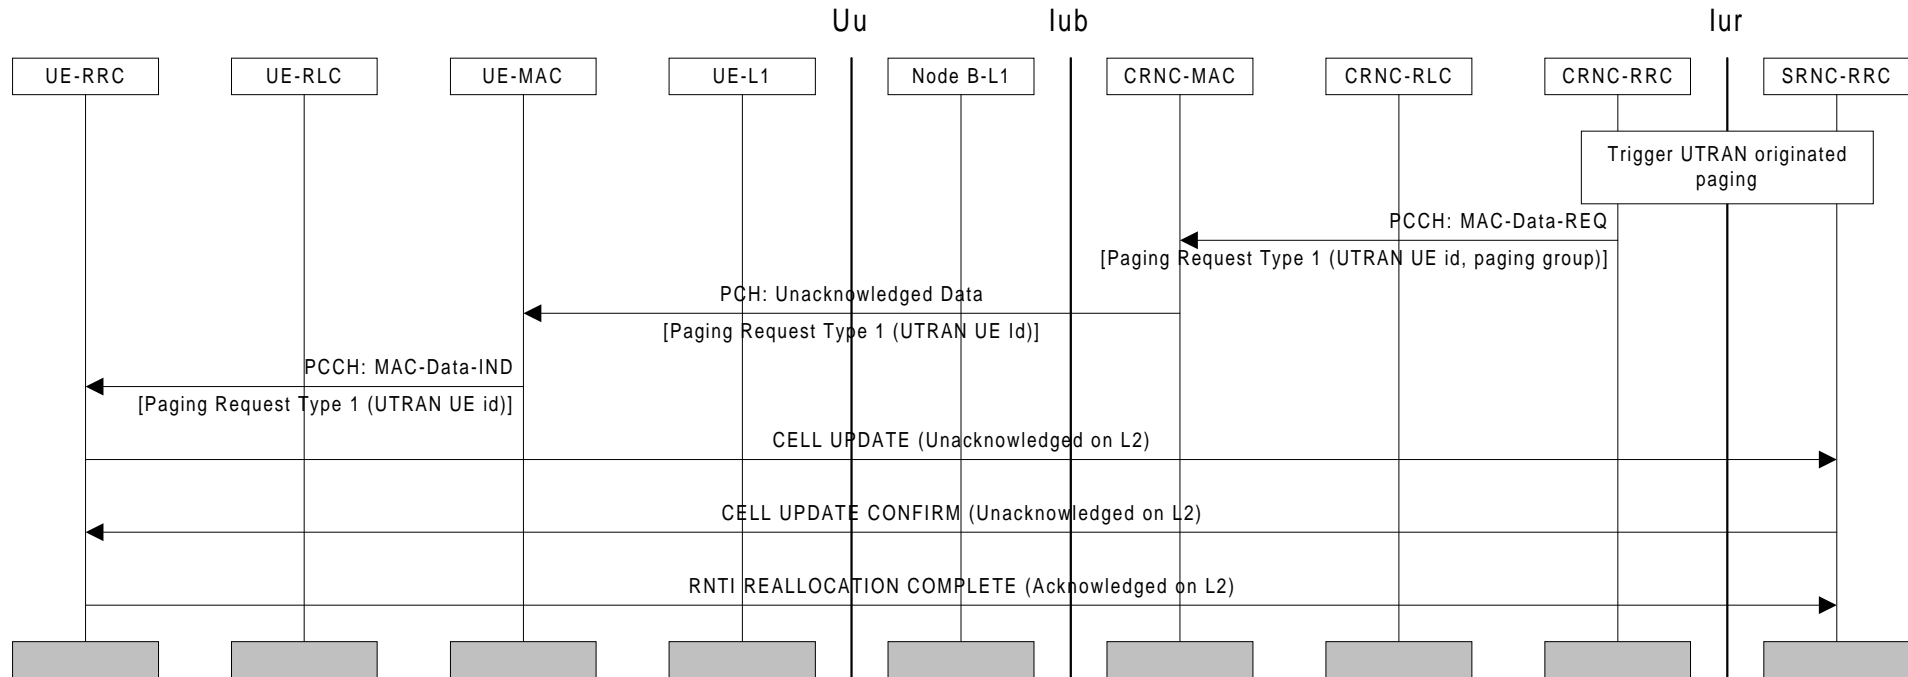 Uu Iub Iur
UE-RRC UE-RLC UE-MAC UE-L1 Node B-L1 CRNC-MAC CRNC-RLC CRNC-RRC SRNC-RRC
Trigger UTRAN originated
paging
PCCH: MAC-Data-REQ
[Paging Request Type 1 (UTRAN UE id, paging group)]
PCH: Unacknowledged Data
[Paging Request Type 1 (UTRAN UE Id)]
PCCH: MAC-Data-IND
[Paging Request Type 1 (UTRAN UE id)]
CELL UPDATE (Unacknowledged on L2)
CELL UPDATE CONFIRM (Unacknowledged on L2)
RNTI REALLOCATION COMPLETE (Acknowledged on L2)